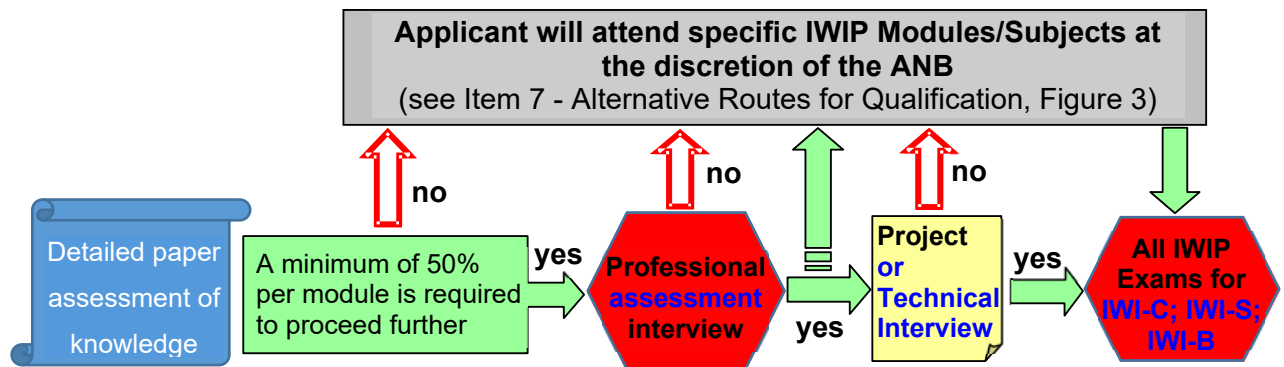 Applicant will attend specific IWIP Modules/Subjects at
the discretion of the ANB
(see Item 7 - Alternative Routes for Qualification, Figure 3)
no
no
no
Detailed paper
assessment of
knowledge
A minimum of 50%
per module is required
to proceed further
yes
Professional
assessment
interview
yes
Project
or
Technical
Interview
yes
All IWIP
Exams for
IWI-C; IWI-S;
IWI-B